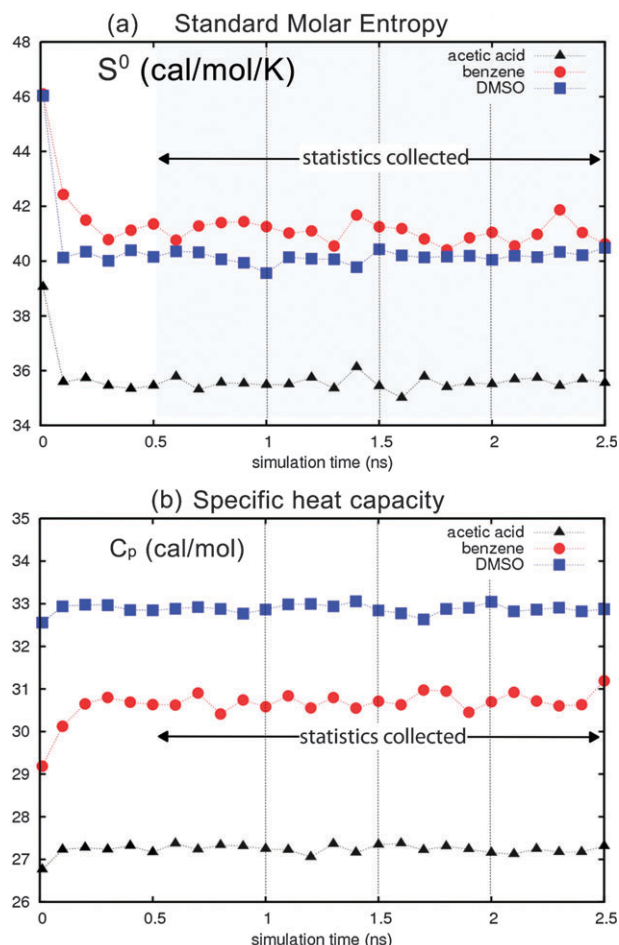 (a) Standard Molar Entropy
48
46
44
42
40
38
36
34
S⁰ (cal/mol/K)
acetic acid
benzene
DMSO
statistics collected
0 0.5 1 1.5 2 2.5
simulation time (ns)
(b) Specific heat capacity
35
34
33
32
31
30
29
28
27
26
Cₚ (cal/mol)
acetic acid
benzene
DMSO
statistics collected
0 0.5 1 1.5 2 2.5
simulation time (ns)